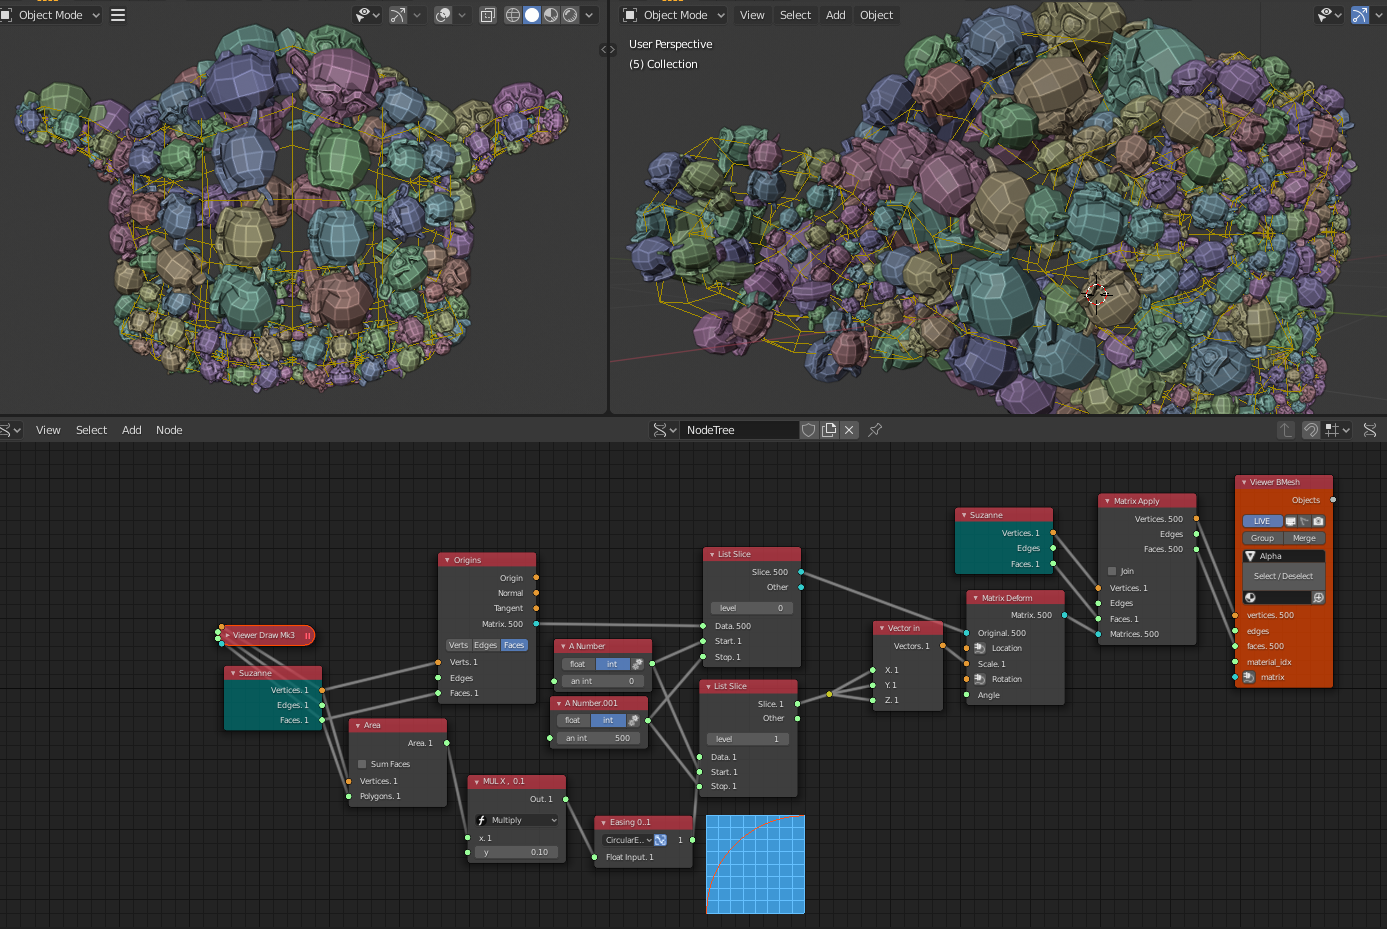 Object Mode
Object Mode
View
Select
Add
Object
User Perspective
(5) Collection
View
Select
Add
Node
NodeTree
Viewer BMesh
Objects
LIVE
Group
Merge
Alpha
Select / Deselect
vertices. 500
edges
faces. 500
material_idx
matrix
Matrix Apply
Vertices. 500
Edges
Faces. 500
Join
Vertices. 1
Edges
Faces. 1
Matrices. 500
Suzanne
Vertices. 1
Edges
Faces. 1
Matrix Deform
Matrix. 500
Original. 500
Location
Scale. 1
Rotation
Angle
Vector in
Vectors. 1
X. 1
Y. 1
Z. 1
List Slice
Slice. 500
Other
level 0
Data. 500
Start. 1
Stop. 1
List Slice
Slice. 1
Other
level 1
Data. 1
Start. 1
Stop. 1
Origins
Origin
Normal
Tangent
Matrix. 500
Verts Edges Faces
Verts. 1
Edges
Faces. 1
A Number
float int
an int 0
A Number.001
float int
an int 500
Viewer Draw Mk3
Suzanne
Vertices. 1
Edges. 1
Faces. 1
Area
Area. 1
Sum Faces
Vertices. 1
Polygons. 1
MUL X, 0.1
Out. 1
Multiply
x. 1
y 0.10
Easing 0..1
CircularE.. 1
Float Input. 1